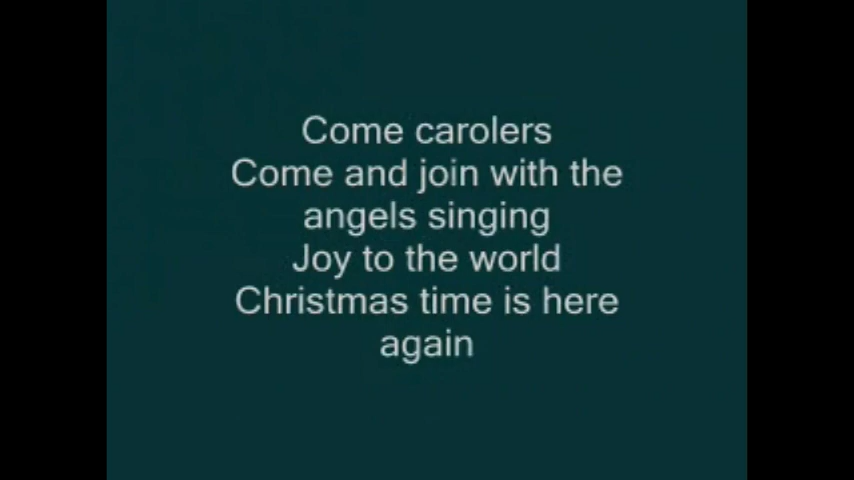 Come carolers
Come and join with the
angels singing
Joy to the world
Christmas time is here
again